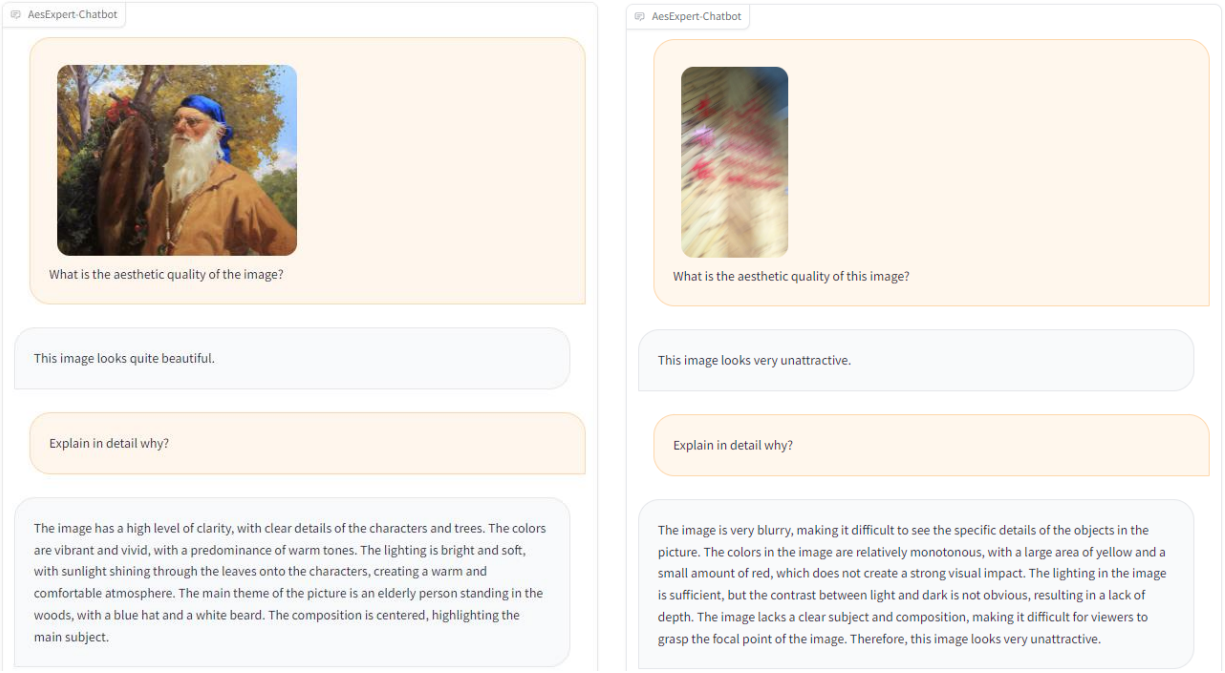 AesExpert-Chatbot
What is the aesthetic quality of the image?
This image looks quite beautiful.
Explain in detail why?
The image has a high level of clarity, with clear details of the characters and trees. The colors
are vibrant and vivid, with a predominance of warm tones. The lighting is bright and soft,
with sunlight shining through the leaves onto the characters, creating a warm and
comfortable atmosphere. The main theme of the picture is an elderly person standing in the
woods, with a blue hat and a white beard. The composition is centered, highlighting the
main subject.
AesExpert-Chatbot
What is the aesthetic quality of this image?
This image looks very unattractive.
Explain in detail why?
The image is very blurry, making it difficult to see the specific details of the objects in the
picture. The colors in the image are relatively monotonous, with a large area of yellow and a
small amount of red, which does not create a strong visual impact. The lighting in the image
is sufficient, but the contrast between light and dark is not obvious, resulting in a lack of
depth. The image lacks a clear subject and composition, making it difficult for viewers to
grasp the focal point of the image. Therefore, this image looks very unattractive.